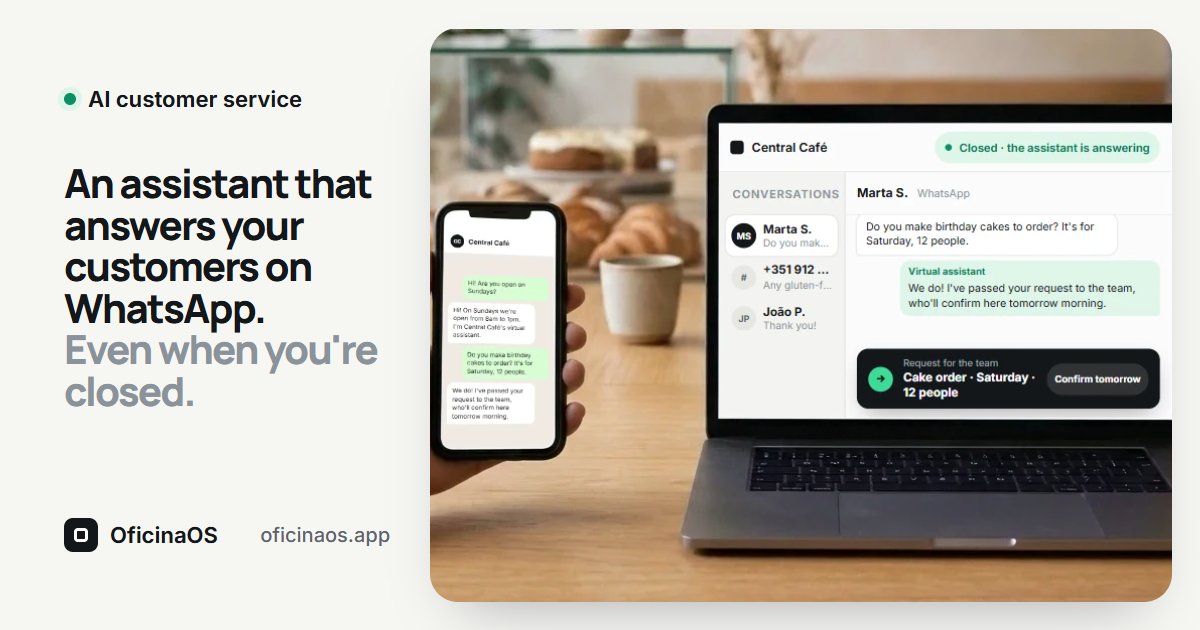 AI customer service
An assistant that
answers your
customers on
WhatsApp.
Even when you're
closed.
OficinaOS
oficinaos.app
CC Central Café
Hi! Are you open on
Sundays?
Hi! On Sundays we're
open from 8am to 1pm.
I'm Central Café's virtual
assistant.
Do you make birthday
cakes to order? It's for
Saturday, 12 people.
We do! I've passed your
request to the team,
who'll confirm here
tomorrow morning.
Central Café
Closed · the assistant is answering
CONVERSATIONS
MS Marta S.
Do you mak...
# +351 912 ...
Any gluten-f...
JP João P.
Thank you!
Marta S. WhatsApp
Do you make birthday cakes to order? It's for
Saturday, 12 people.
Virtual assistant
We do! I've passed your request to the team,
who'll confirm here tomorrow morning.
Request for the team
Cake order · Saturday ·
12 people
Confirm tomorrow